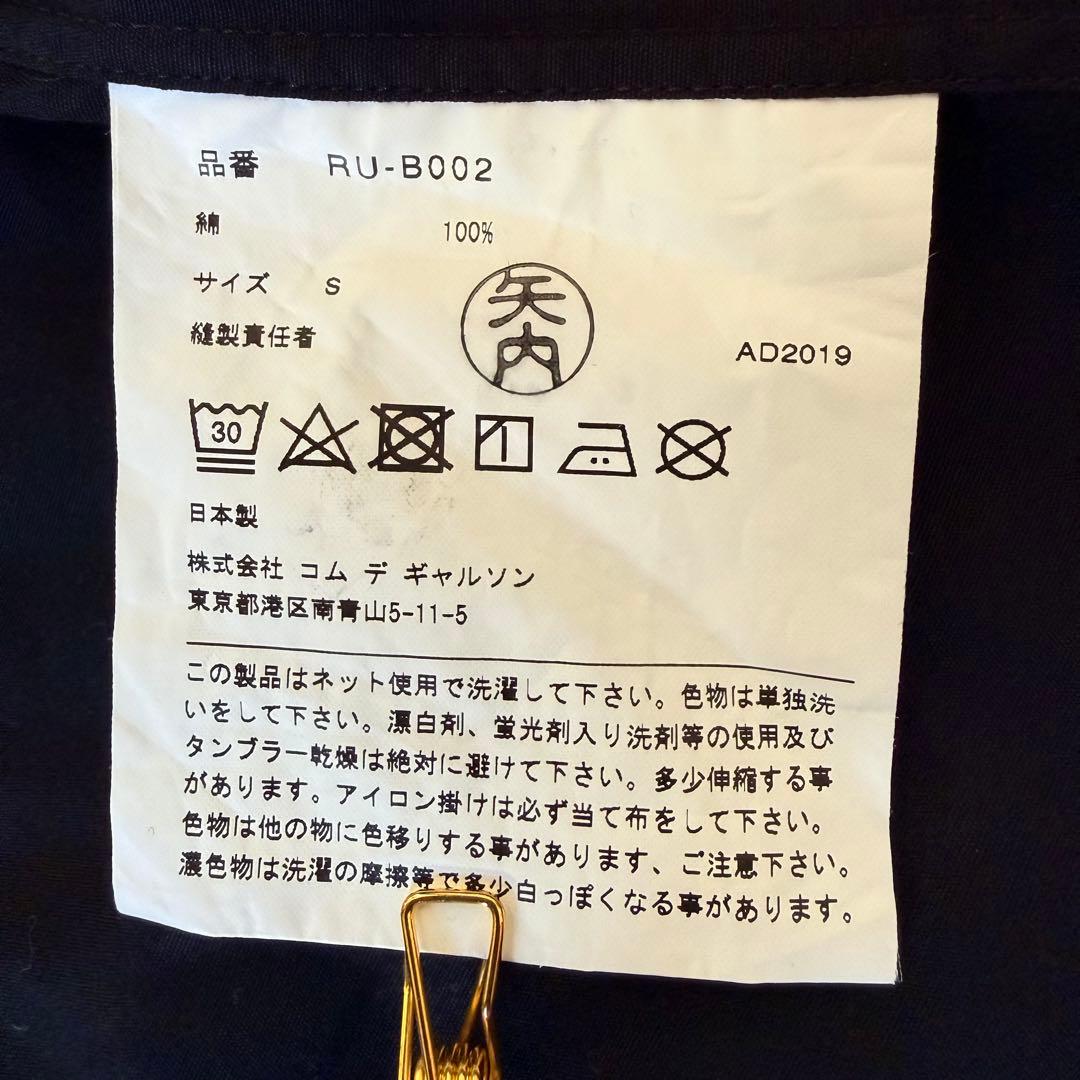 品番 RU-B002
綿 100%
サイズ S
縫製責任者 矢内 AD2019
30
日本製
株式会社 コム デ ギャルソン
東京都港区南青山5-11-5
この製品はネット使用で洗濯して下さい。色物は単独洗
いをして下さい。漂白剤、蛍光剤入り洗剤等の使用及び
タンブラー乾燥は絶対に避けて下さい。多少伸縮する事
があります。アイロン掛けは必ず当て布をして下さい。
色物は他の物に色移りする事があります、ご注意下さい。
濃色物は洗濯の摩擦等で多少白っぽくなる事があります。